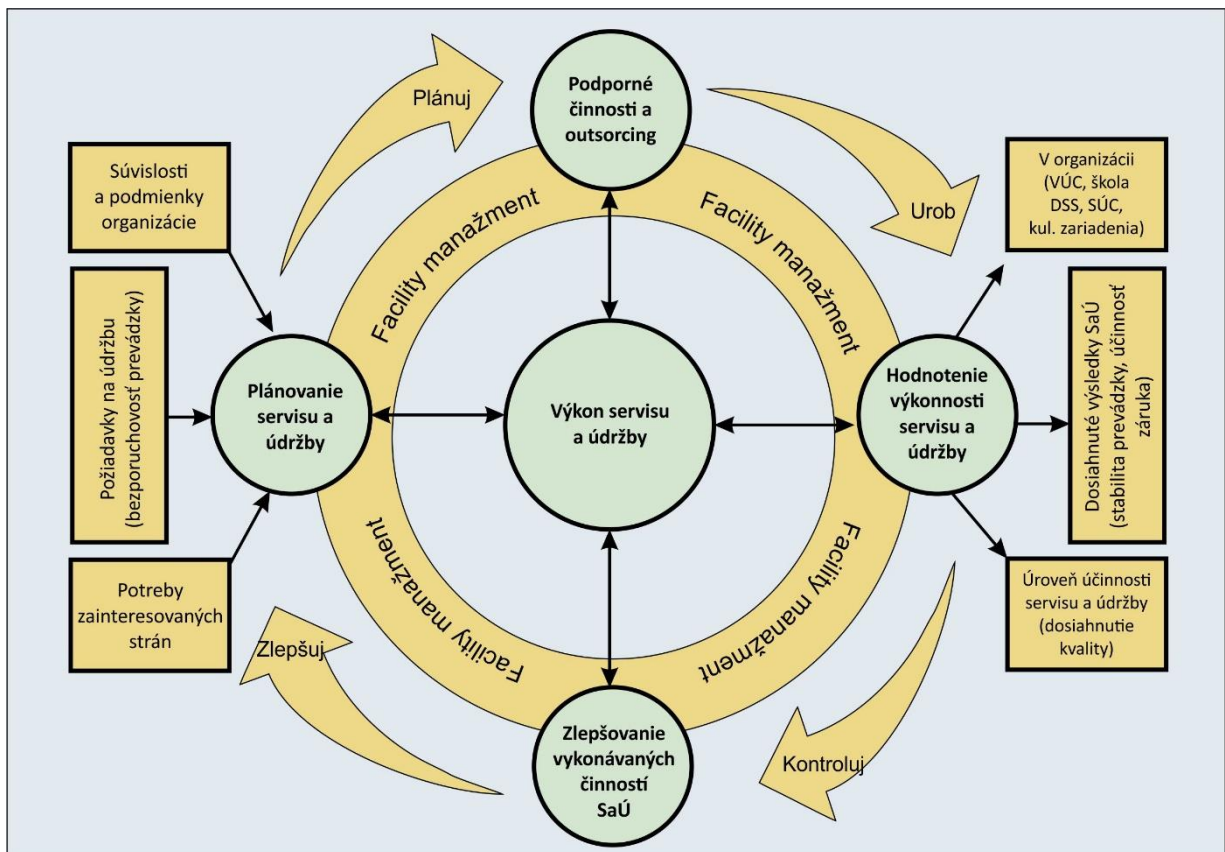 Plánuj
Podporné
činnosti a
outsorcing
Urob
Súvislosti
a podmienky
organizácie
V organizácii
(VÚC, škola
DSS, SÚC,
kul. zariadenia)
Facility manažment
Facility manažment
Požiadavky na údržbu
(bezporuchovosť prevádzky)
Plánovanie
servisu a
údržby
Výkon servisu
a údržby
Hodnotenie
výkonnosti
servisu a
údržby
Dosiahnuté výsledky SaÚ
(stabilita prevádzky, účinnosť
záruka)
Potreby
zainteresovaných
strán
Facility manažment
Facility manažment
Úroveň účinnosti
servisu a údržby
(dosiahnutie
kvality)
Zlepšuj
Zlepšovanie
vykonávaných
činností
SaÚ
Kontroluj